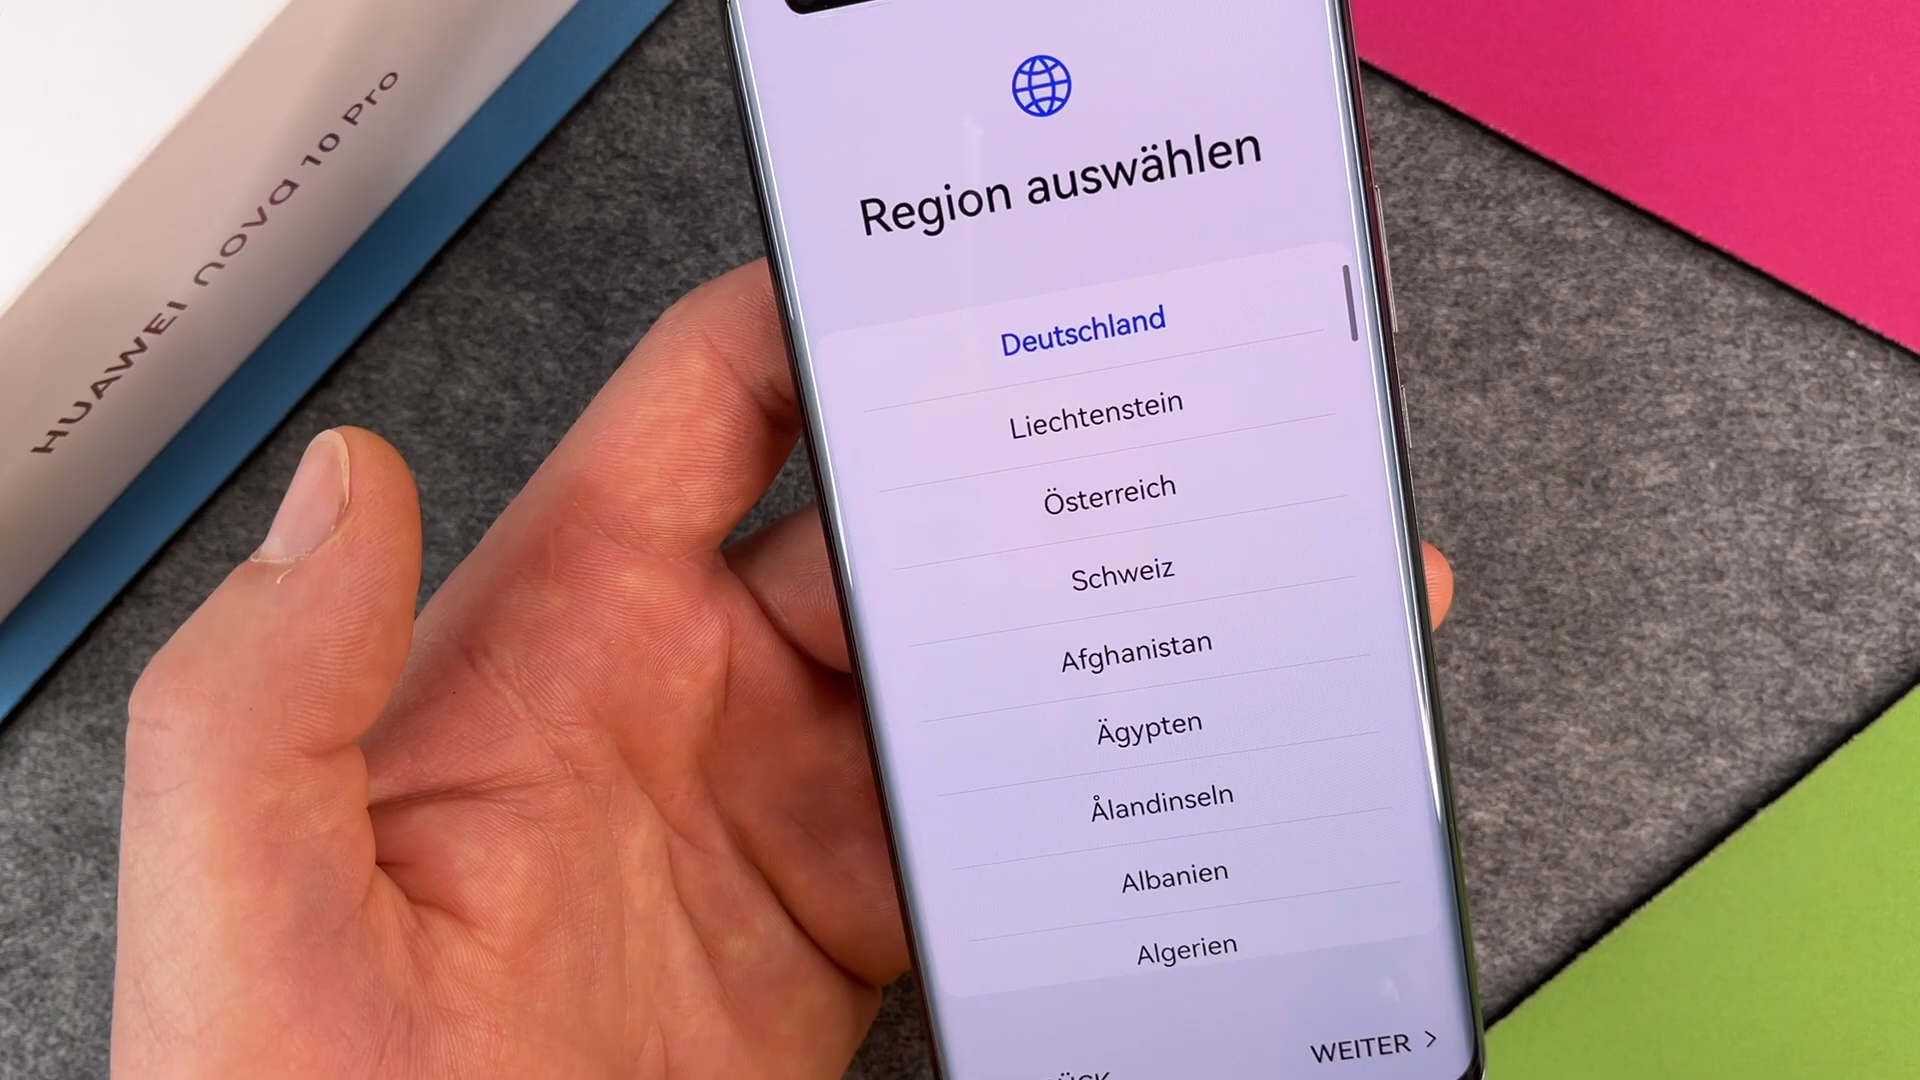 HUAWEI nova 10 Pro
Region auswählen
Deutschland
Liechtenstein
Österreich
Schweiz
Afghanistan
Ägypten
Ålandinseln
Albanien
Algerien
WEITER >